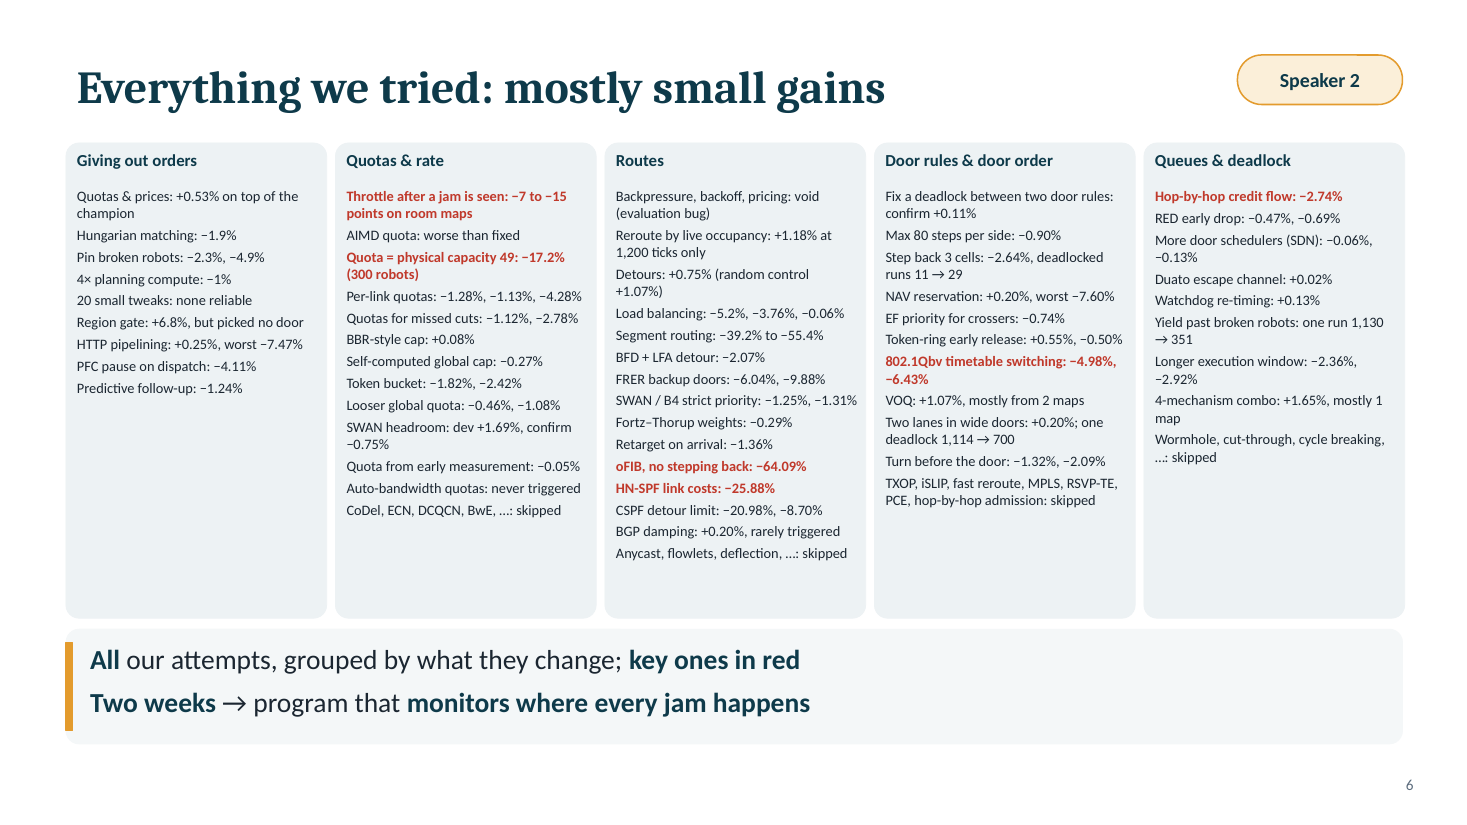 Everything we tried: mostly small gains
Speaker 2
Giving out orders
Quotas & prices: +0.53% on top of the
champion
Hungarian matching: −1.9%
Pin broken robots: −2.3%, −4.9%
4× planning compute: −1%
20 small tweaks: none reliable
Region gate: +6.8%, but picked no door
HTTP pipelining: +0.25%, worst −7.47%
PFC pause on dispatch: −4.11%
Predictive follow-up: −1.24%
Quotas & rate
Throttle after a jam is seen: −7 to −15
points on room maps
AIMD quota: worse than fixed
Quota = physical capacity 49: −17.2%
(300 robots)
Per-link quotas: −1.28%, −1.13%, −4.28%
Quotas for missed cuts: −1.12%, −2.78%
BBR-style cap: +0.08%
Self-computed global cap: −0.27%
Token bucket: −1.82%, −2.42%
Looser global quota: −0.46%, −1.08%
SWAN headroom: dev +1.69%, confirm
−0.75%
Quota from early measurement: −0.05%
Auto-bandwidth quotas: never triggered
CoDel, ECN, DCQCN, BwE, …: skipped
Routes
Backpressure, backoff, pricing: void
(evaluation bug)
Reroute by live occupancy: +1.18% at
1,200 ticks only
Detours: +0.75% (random control
+1.07%)
Load balancing: −5.2%, −3.76%, −0.06%
Segment routing: −39.2% to −55.4%
BFD + LFA detour: −2.07%
FRER backup doors: −6.04%, −9.88%
SWAN / B4 strict priority: −1.25%, −1.31%
Fortz–Thorup weights: −0.29%
Retarget on arrival: −1.36%
oFIB, no stepping back: −64.09%
HN-SPF link costs: −25.88%
CSPF detour limit: −20.98%, −8.70%
BGP damping: +0.20%, rarely triggered
Anycast, flowlets, deflection, …: skipped
Door rules & door order
Fix a deadlock between two door rules:
confirm +0.11%
Max 80 steps per side: −0.90%
Step back 3 cells: −2.64%, deadlocked
runs 11 → 29
NAV reservation: +0.20%, worst −7.60%
EF priority for crossers: −0.74%
Token-ring early release: +0.55%, −0.50%
802.1Qbv timetable switching: −4.98%,
−6.43%
VOQ: +1.07%, mostly from 2 maps
Two lanes in wide doors: +0.20%; one
deadlock 1,114 → 700
Turn before the door: −1.32%, −2.09%
TXOP, iSLIP, fast reroute, MPLS, RSVP-TE,
PCE, hop-by-hop admission: skipped
Queues & deadlock
Hop-by-hop credit flow: −2.74%
RED early drop: −0.47%, −0.69%
More door schedulers (SDN): −0.06%,
−0.13%
Duato escape channel: +0.02%
Watchdog re-timing: +0.13%
Yield past broken robots: one run 1,130
→ 351
Longer execution window: −2.36%,
−2.92%
4-mechanism combo: +1.65%, mostly 1
map
Wormhole, cut-through, cycle breaking,
…: skipped
All our attempts, grouped by what they change; key ones in red
Two weeks → program that monitors where every jam happens
6